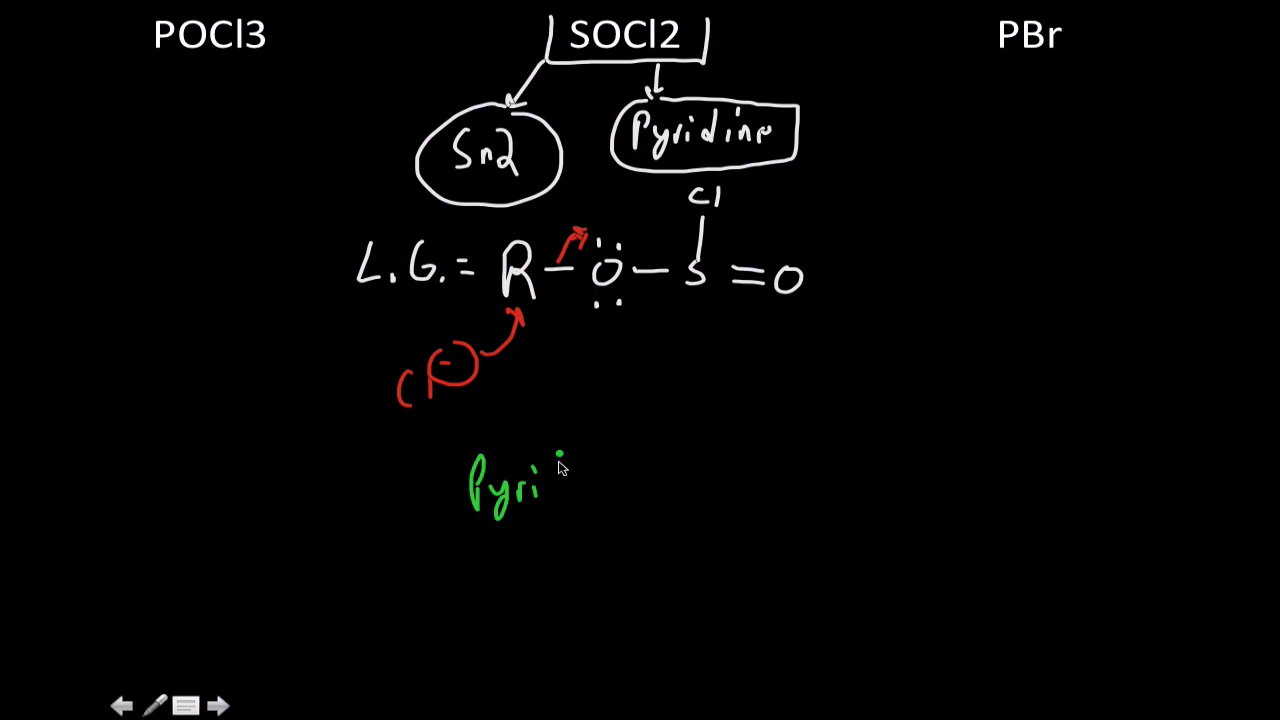 POCl3 SOCl2 PBr
Sn2 Pyridine
Cl
L.G. = R — O — S = O
Cl-
Pyri